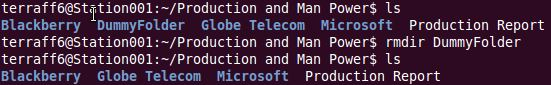 terraff6@Station001:~/Production and Man Power$ ls
Blackberry  DummyFolder  Globe Telecom  Microsoft  Production Report
terraff6@Station001:~/Production and Man Power$ rmdir DummyFolder
terraff6@Station001:~/Production and Man Power$ ls
Blackberry  Globe Telecom  Microsoft  Production Report